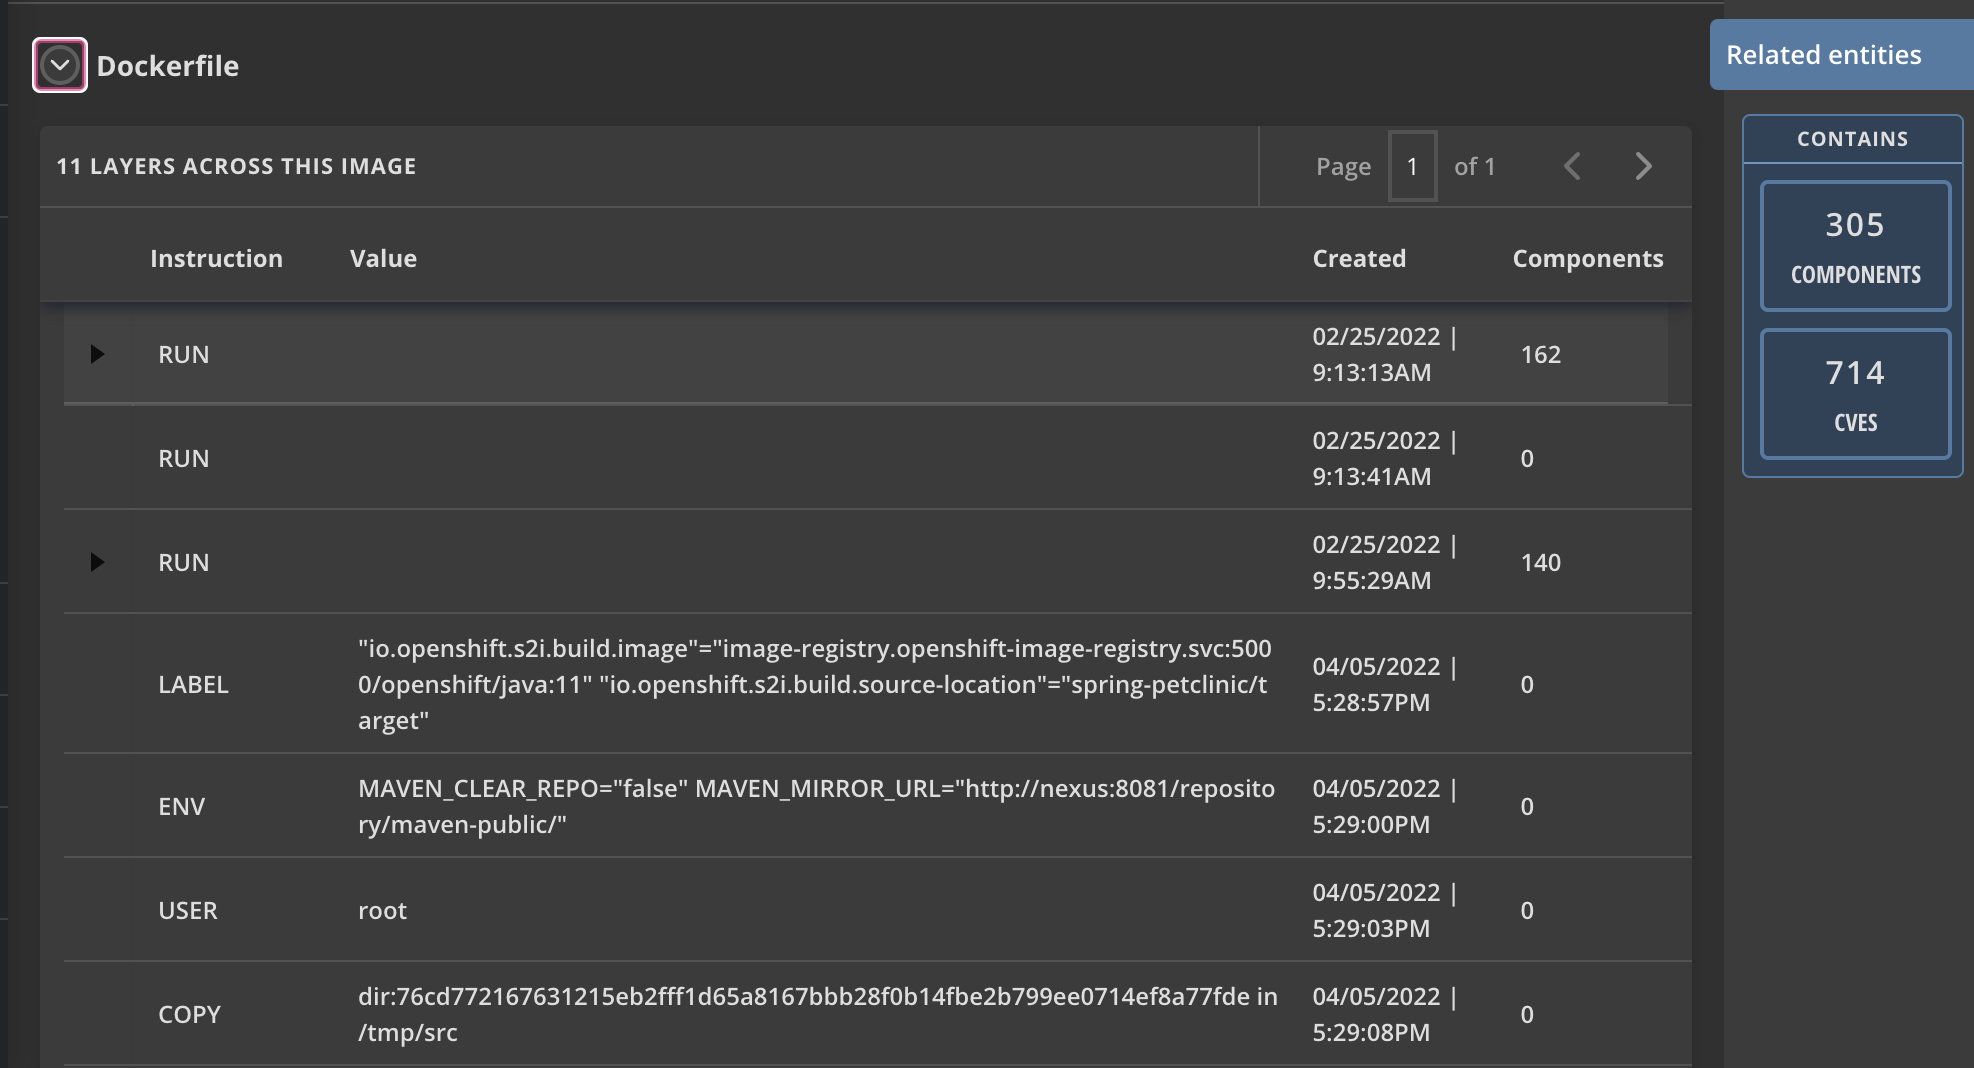 Dockerfile
Related entities
11 LAYERS ACROSS THIS IMAGE
Page 1 of 1
CONTAINS
305
COMPONENTS
714
CVES
Instruction Value Created Components
RUN 02/25/2022 | 162
9:13:13AM
RUN 02/25/2022 | 0
9:13:41AM
RUN 02/25/2022 | 140
9:55:29AM
"io.openshift.s2i.build.image"="image-registry.openshift-image-registry.svc:500
LABEL 0/openshift/java:11" "io.openshift.s2i.build.source-location"="spring-petclinic/t 04/05/2022 | 0
arget" 5:28:57PM
ENV MAVEN_CLEAR_REPO="false" MAVEN_MIRROR_URL="http://nexus:8081/reposito 04/05/2022 | 0
ry/maven-public/" 5:29:00PM
USER root 04/05/2022 | 0
5:29:03PM
COPY dir:76cd772167631215eb2fff1d65a8167bbb28f0b14fbe2b799ee0714ef8a77fde in 04/05/2022 | 0
/tmp/src 5:29:08PM